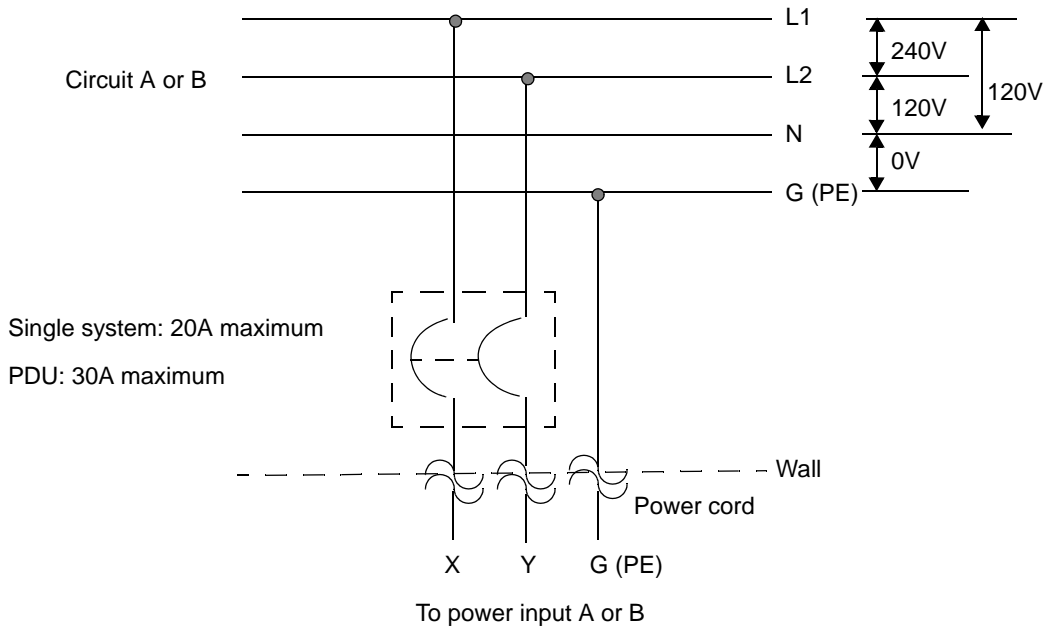 L1
240V
Circuit A or B
L2
120V
120V
N
0V
G (PE)
Single system: 20A maximum
PDU: 30A maximum
Wall
Power cord
X Y G (PE)
To power input A or B